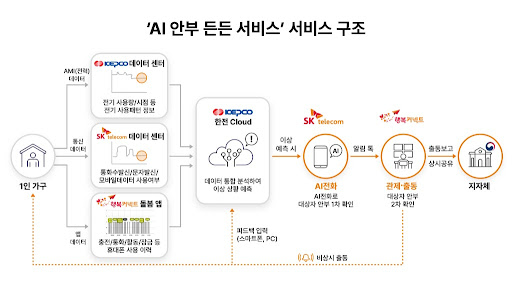 'AI 안부 든든 서비스' 서비스 구조
AMI(전력)
데이터
KEPCO 데이터 센터
전기 사용량/시점 등
전기 사용패턴 정보
통신
데이터
SK telecom 데이터 센터
통화수발신/문자발신/
모바일데이터 사용여부
앱
데이터
행복커넥트 돌봄 앱
충전/통화/활동/잠금 등
휴대폰 사용 이력
1인 가구
KEPCO
한전 Cloud
데이터 통합 분석하여
이상 상황 예측
피드백 입력
(스마트폰, PC)
이상
예측 시
SK telecom
AI
AI전화
AI전화로
대상자 안부 1차 확인
알림 톡
행복커넥트
관제·출동
대상자 안부
2차 확인
출동보고
상시공유
지자체
비상시 출동